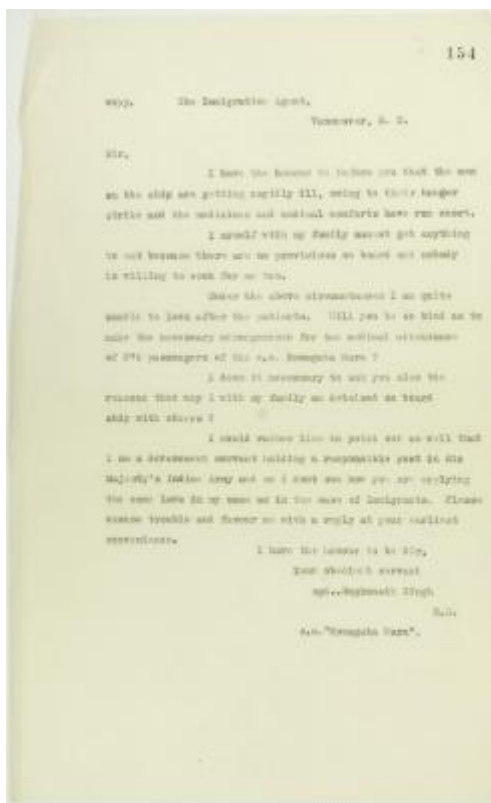 154
copy. The Immigration Agent,
Vancouver, B. C.
Sir,
I have the honour to inform you that the men
on the ship are getting rapidly ill, owing to their hunger
strike and the medicines and medical comforts have run short.
I myself with my family cannot get anything
to eat because there are no provisions on board and nobody
is willing to cook for us too.
Under the above circumstances I am quite
unable to look after the patients. Will you be so kind as to
make the necessary arrangements for the medical attendance
of passengers of the s.s. Komagata Maru ?
I deem it necessary to ask you also the
reasons that why I with my family am detained on board
ship with others ?
I would rather like to point out as well that
I am a Government servant holding a responsible post in His
Majesty's Indian Army and so I cant see how you are applying
the same laws in my case as in the case of Immigrants. Please
excuse trouble and favour me with a reply at your earliest
convenience.
I have the honour to be Sir,
Your obedient servant
Raghunath Singh
s.s. "Komagata Maru".